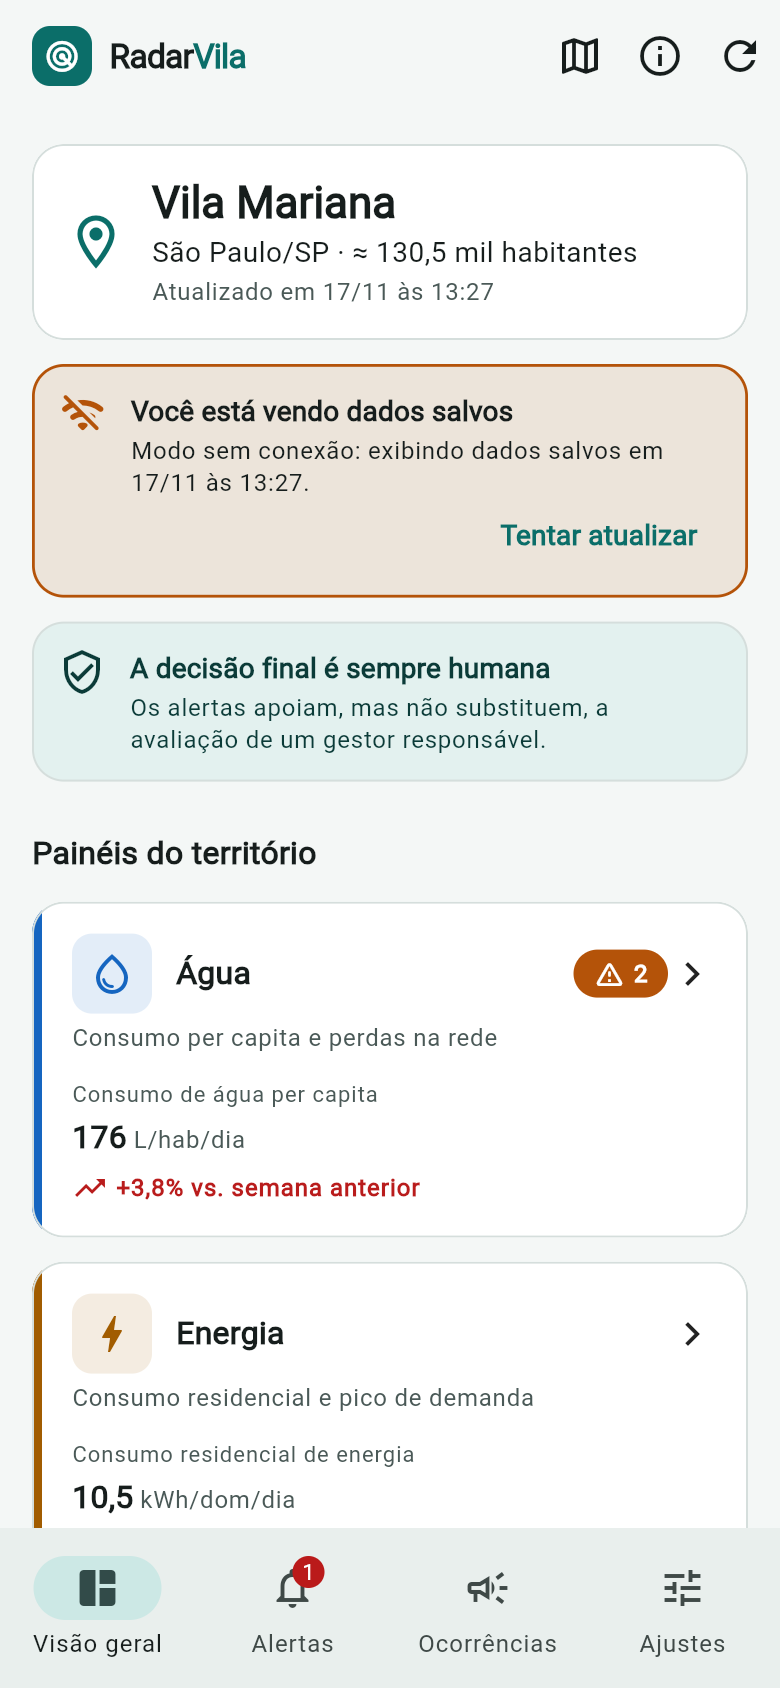 RadarVila
Vila Mariana
São Paulo/SP · ≈ 130,5 mil habitantes
Atualizado em 17/11 às 13:27
Você está vendo dados salvos
Modo sem conexão: exibindo dados salvos em
17/11 às 13:27.
Tentar atualizar
A decisão final é sempre humana
Os alertas apoiam, mas não substituem, a
avaliação de um gestor responsável.
Painéis do território
Água
2
Consumo per capita e perdas na rede
Consumo de água per capita
176 L/hab/dia
+3,8% vs. semana anterior
Energia
Consumo residencial e pico de demanda
Consumo residencial de energia
10,5 kWh/dom/dia
1
Visão geral
Alertas
Ocorrências
Ajustes